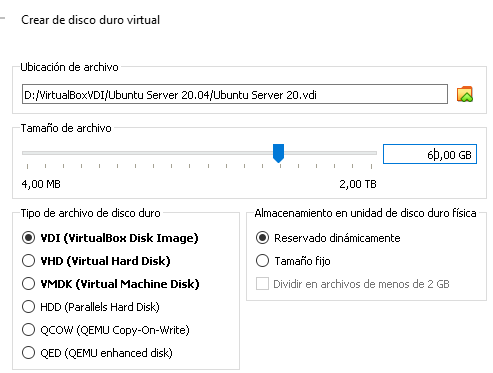 Crear de disco duro virtual
Ubicación de archivo
D:/VirtualBoxVDI/Ubuntu Server 20.04/Ubuntu Server 20.vdi
Tamaño de archivo
60,00 GB
4,00 MB 2,00 TB
Tipo de archivo de disco duro
VDI (VirtualBox Disk Image)
VHD (Virtual Hard Disk)
VMDK (Virtual Machine Disk)
HDD (Parallels Hard Disk)
QCOW (QEMU Copy-On-Write)
QED (QEMU enhanced disk)
Almacenamiento en unidad de disco duro física
Reservado dinámicamente
Tamaño fijo
Dividir en archivos de menos de 2 GB